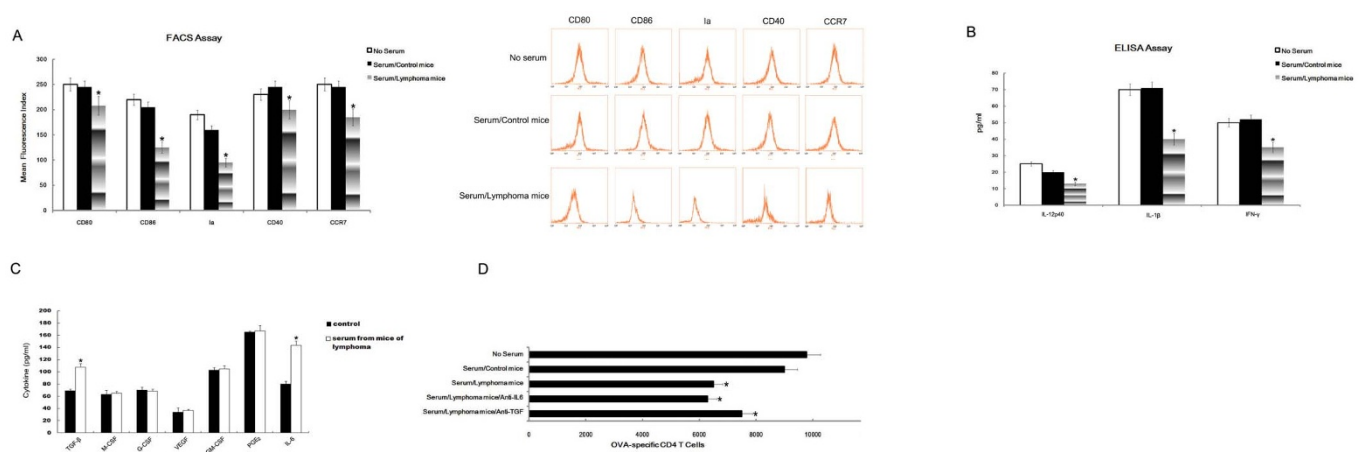 A
FACS Assay
No Serum
Serum/Control mice
Serum/Lymphoma mice
Mean Fluorescence Index
300
250
200
150
100
50
0
* * * * *
CD80 CD86 Ia CD40 CCR7
CD80 CD86 Ia CD40 CCR7
No serum
Serum/Control mice
Serum/Lymphoma mice
B
ELISA Assay
No Serum
Serum/Control mice
Serum/Lymphoma mice
pg/ml
80
70
60
50
40
30
20
10
0
* * *
IL-12p40 IL-1β IFN-γ
C
Cytokine (pg/ml)
200
180
160
140
120
100
80
60
40
20
0
control
serum from mice of
lymphoma
* *
TGF-β M-CSF G-CSF VEGF GM-CSF PGE₂ IL-6
D
No Serum
Serum/Control mice
Serum/Lymphoma mice *
Serum/Lymphoma mice/Anti-IL6 *
Serum/Lymphoma mice/Anti-TGF *
0 2000 4000 6000 8000 10000
OVA-specific CD4 T Cells